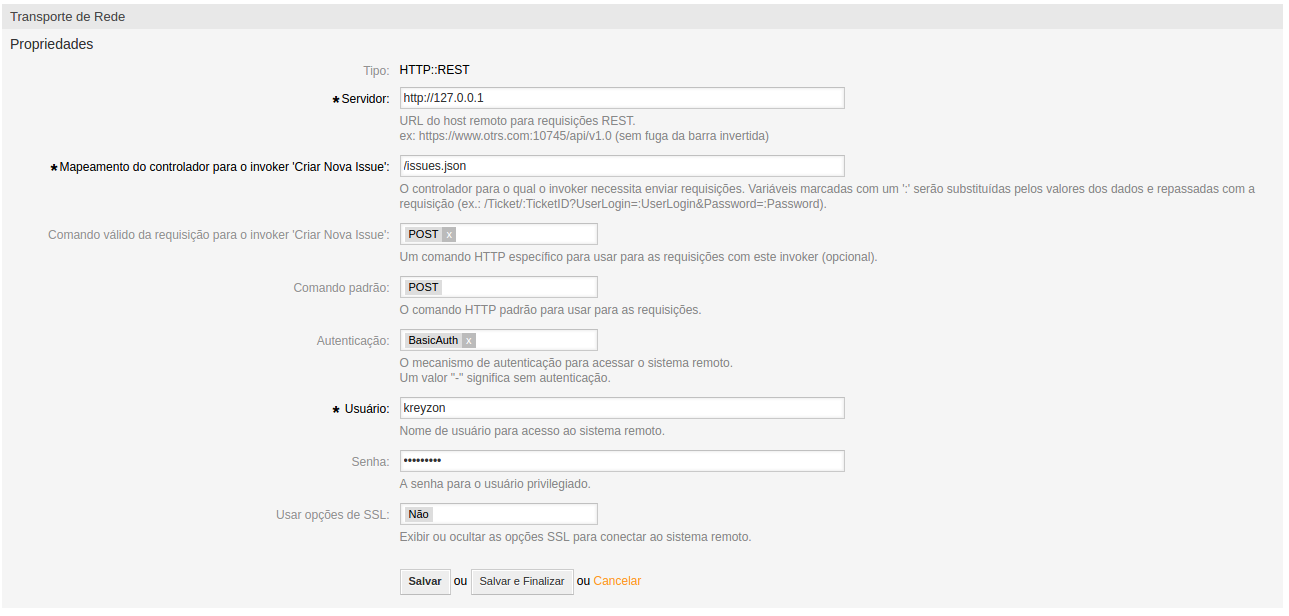 Transporte de Rede
Propriedades
Tipo: HTTP::REST
* Servidor: http://127.0.0.1
URL do host remoto para requisições REST.
ex: https://www.otrs.com:10745/api/v1.0 (sem fuga da barra invertida)
* Mapeamento do controlador para o invoker 'Criar Nova Issue': /issues.json
O controlador para o qual o invoker necessita enviar requisições. Variáveis marcadas com um ':' serão substituídas pelos valores dos dados e repassadas com a
requisição (ex.: /Ticket/:TicketID?UserLogin=:UserLogin&Password=:Password).
Comando válido da requisição para o invoker 'Criar Nova Issue': POST x
Um comando HTTP específico para usar para as requisições com este invoker (opcional).
Comando padrão: POST
O comando HTTP padrão para usar para as requisições.
Autenticação: BasicAuth x
O mecanismo de autenticação para acessar o sistema remoto.
Um valor "-" significa sem autenticação.
* Usuário: kreyzon
Nome de usuário para acesso ao sistema remoto.
Senha: •••••••••
A senha para o usuário privilegiado.
Usar opções de SSL: Não
Exibir ou ocultar as opções SSL para conectar ao sistema remoto.
Salvar ou Salvar e Finalizar ou Cancelar